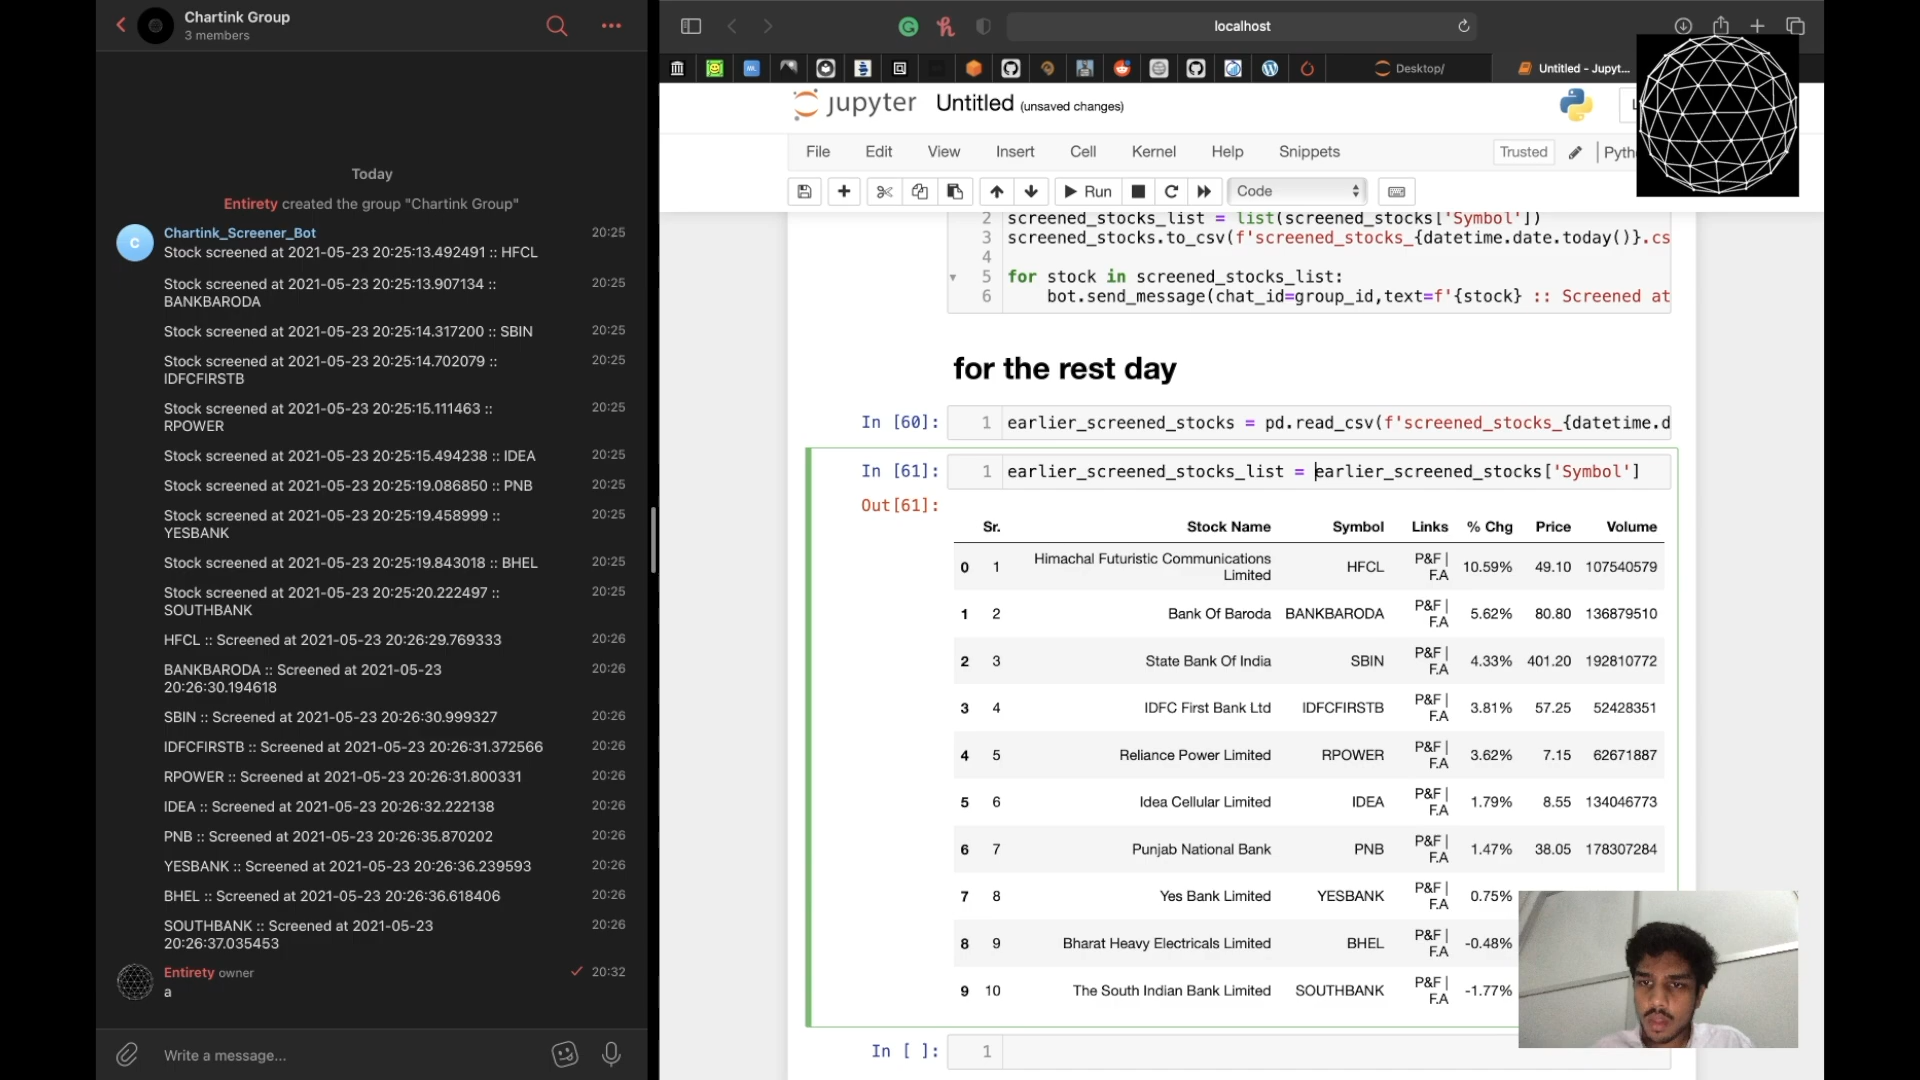 Chartink Group
3 members
Today
Entirety created the group "Chartink Group"
Chartink_Screener_Bot 20:25
C
Stock screened at 2021-05-23 20:25:13.492491 :: HFCL
Stock screened at 2021-05-23 20:25:13.907134 :: 20:25
BANKBARODA
Stock screened at 2021-05-23 20:25:14.317200 :: SBIN 20:25
Stock screened at 2021-05-23 20:25:14.702079 :: 20:25
IDFCFIRSTB
Stock screened at 2021-05-23 20:25:15.111463 :: 20:25
RPOWER
Stock screened at 2021-05-23 20:25:15.494238 :: IDEA 20:25
Stock screened at 2021-05-23 20:25:19.086850 :: PNB 20:25
Stock screened at 2021-05-23 20:25:19.458999 :: 20:25
YESBANK
Stock screened at 2021-05-23 20:25:19.843018 :: BHEL 20:25
Stock screened at 2021-05-23 20:25:20.222497 :: 20:25
SOUTHBANK
HFCL :: Screened at 2021-05-23 20:26:29.769333 20:26
BANKBARODA :: Screened at 2021-05-23 20:26
20:26:30.194618
SBIN :: Screened at 2021-05-23 20:26:30.999327 20:26
IDFCFIRSTB :: Screened at 2021-05-23 20:26:31.372566 20:26
RPOWER :: Screened at 2021-05-23 20:26:31.800331 20:26
IDEA :: Screened at 2021-05-23 20:26:32.222138 20:26
PNB :: Screened at 2021-05-23 20:26:35.870202 20:26
YESBANK :: Screened at 2021-05-23 20:26:36.239593 20:26
BHEL :: Screened at 2021-05-23 20:26:36.618406 20:26
SOUTHBANK :: Screened at 2021-05-23 20:26
20:26:37.035453
Entirety owner 20:32
a
Write a message...
localhost
Desktop/ Untitled - Jupyt...
jupyter Untitled (unsaved changes)
File Edit View Insert Cell Kernel Help Snippets Trusted Pyth
Run Code
2 screened_stocks_list = list(screened_stocks['Symbol'])
3 screened_stocks.to_csv(f'screened_stocks_{datetime.date.today()}.cs
4
5 for stock in screened_stocks_list:
6 bot.send_message(chat_id=group_id,text=f'{stock} :: Screened at
for the rest day
In [60]: 1 earlier_screened_stocks = pd.read_csv(f'screened_stocks_{datetime.d
In [61]: 1 earlier_screened_stocks_list = earlier_screened_stocks['Symbol']
Out[61]:
Sr. Stock Name Symbol Links % Chg Price Volume
0 1 Himachal Futuristic Communications Limited HFCL P&F | F.A 10.59% 49.10 107540579
1 2 Bank Of Baroda BANKBARODA P&F | F.A 5.62% 80.80 136879510
2 3 State Bank Of India SBIN P&F | F.A 4.33% 401.20 192810772
3 4 IDFC First Bank Ltd IDFCFIRSTB P&F | F.A 3.81% 57.25 52428351
4 5 Reliance Power Limited RPOWER P&F | F.A 3.62% 7.15 62671887
5 6 Idea Cellular Limited IDEA P&F | F.A 1.79% 8.55 134046773
6 7 Punjab National Bank PNB P&F | F.A 1.47% 38.05 178307284
7 8 Yes Bank Limited YESBANK P&F | F.A 0.75%
8 9 Bharat Heavy Electricals Limited BHEL P&F | F.A -0.48%
9 10 The South Indian Bank Limited SOUTHBANK P&F | F.A -1.77%
In [ ]: 1